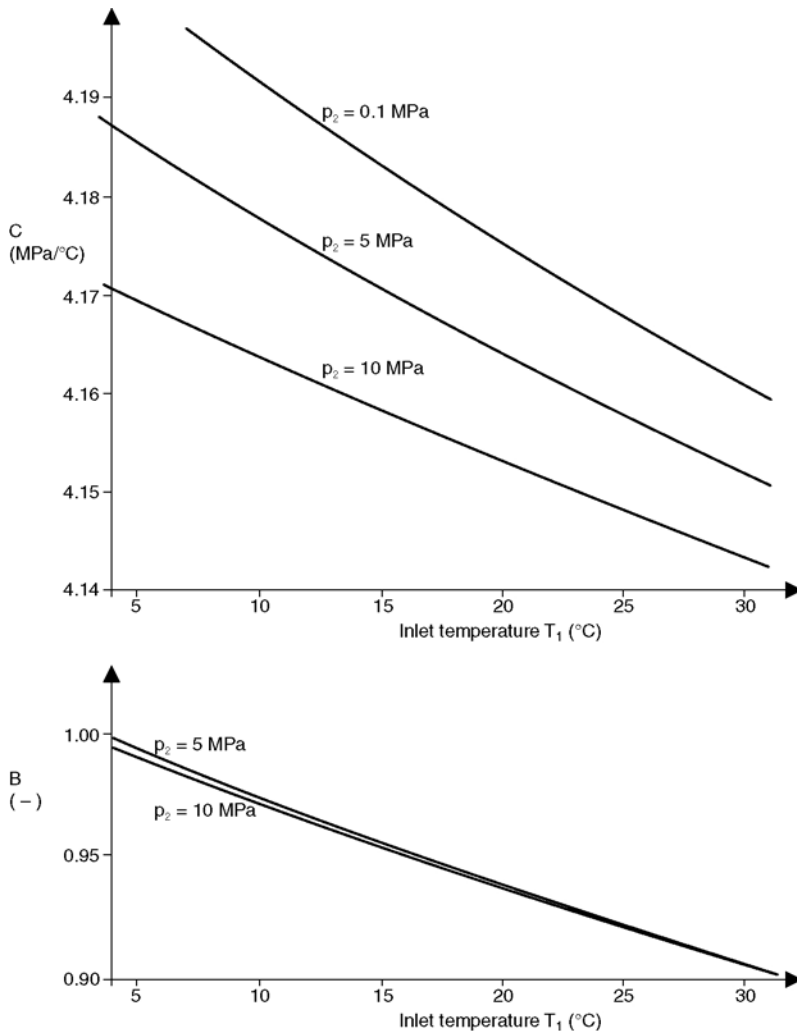 4.19
p₂ = 0.1 MPa
4.18
C
(MPa/°C)
p₂ = 5 MPa
4.17
p₂ = 10 MPa
4.16
4.15
4.14
5 10 15 20 25 30
Inlet temperature T₁ (°C)
1.00
p₂ = 5 MPa
B
(–)
p₂ = 10 MPa
0.95
0.90
5 10 15 20 25 30
Inlet temperature T₁ (°C)